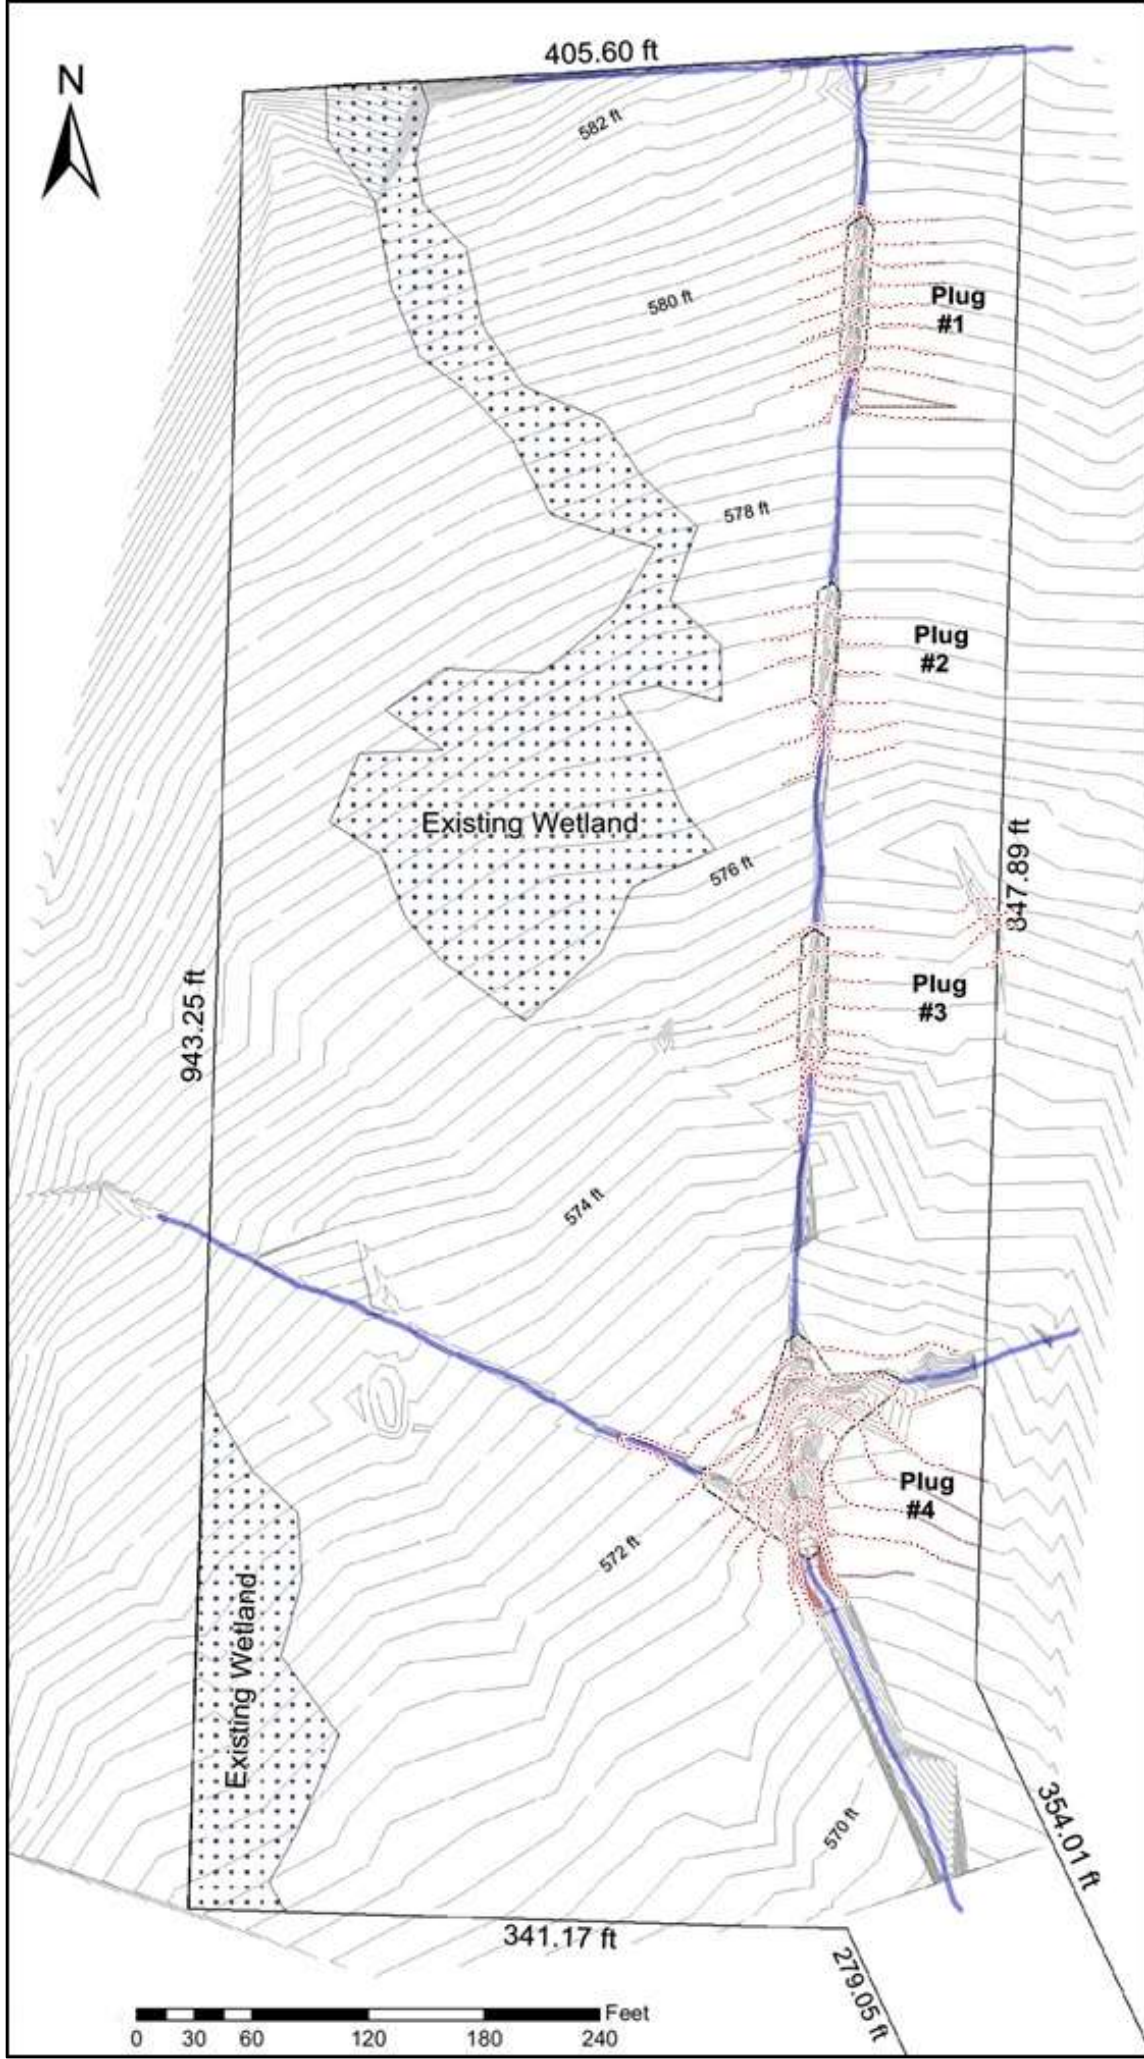 405.60 ft
N
582 ft
580 ft
Plug
#1
578 ft
Plug
#2
Existing Wetland
576 ft
847.89 ft
Plug
#3
943.25 ft
574 ft
Plug
#4
572 ft
Existing Wetland
570 ft
354.01 ft
341.17 ft
279.05 ft
Feet
0 30 60 120 180 240